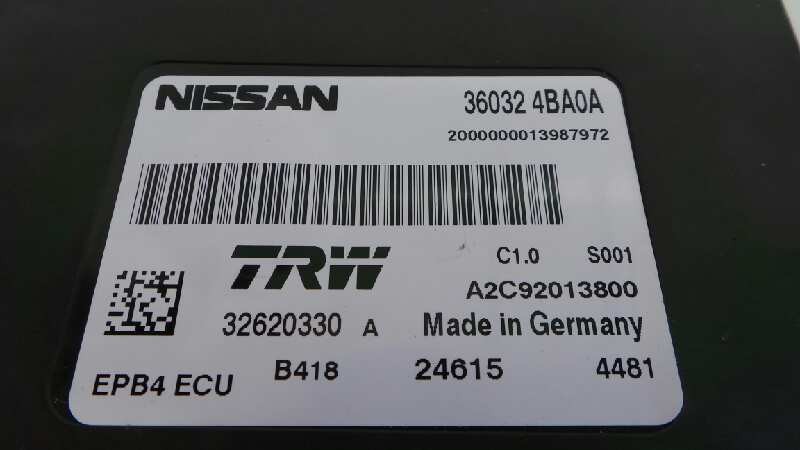 NISSAN 36032 4BA0A
2000000013987972
TRW C1.0 S001
A2C92013800
32620330 A Made in Germany
EPB4 ECU B418 24615 4481